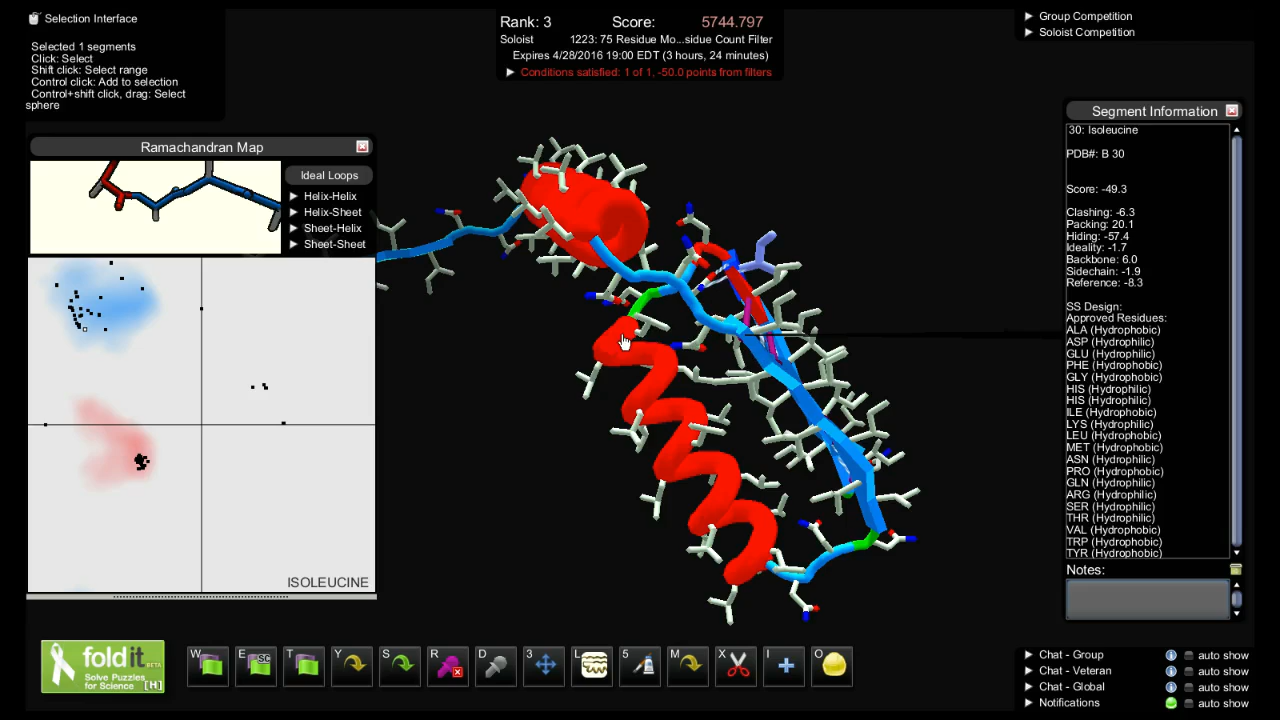 Selection Interface
Selected 1 segments
Click: Select
Shift click: Select range
Control click: Add to selection
Control+shift click, drag: Select
sphere
Rank: 3 Score: 5744.797
Soloist 1223: 75 Residue Mo...sidue Count Filter
Expires 4/28/2016 19:00 EDT (3 hours, 24 minutes)
Conditions satisfied: 1 of 1, -50.0 points from filters
Group Competition
Soloist Competition
Ramachandran Map
Ideal Loops
Helix-Helix
Helix-Sheet
Sheet-Helix
Sheet-Sheet
ISOLEUCINE
Segment Information
30: Isoleucine
PDB#: B 30
Score: -49.3
Clashing: -6.3
Packing: 20.1
Hiding: -57.4
Ideality: -1.7
Backbone: 6.0
Sidechain: -1.9
Reference: -8.3
SS Design:
Approved Residues:
ALA (Hydrophobic)
ASP (Hydrophilic)
GLU (Hydrophilic)
PHE (Hydrophobic)
GLY (Hydrophobic)
HIS (Hydrophilic)
HIS (Hydrophilic)
ILE (Hydrophobic)
LYS (Hydrophilic)
LEU (Hydrophobic)
MET (Hydrophobic)
ASN (Hydrophilic)
PRO (Hydrophobic)
GLN (Hydrophilic)
ARG (Hydrophilic)
SER (Hydrophilic)
THR (Hydrophilic)
VAL (Hydrophobic)
TRP (Hydrophobic)
TYR (Hydrophobic)
Notes:
foldit BETA
Solve Puzzles
for Science [H]
W E SC T Y S R D 3 L 5 M X I O
Chat - Group auto show
Chat - Veteran auto show
Chat - Global auto show
Notifications auto show